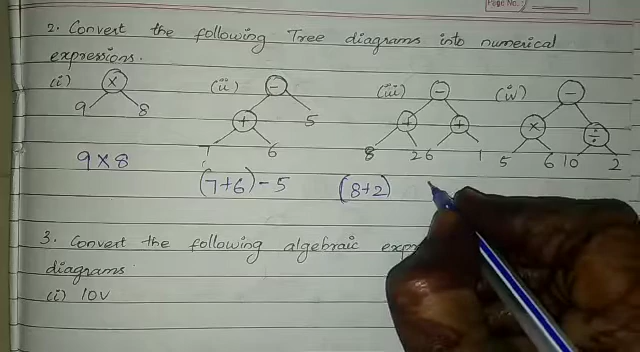 Page No.:
2. Convert the following Tree diagrams into numerical
expressions.
(i) × 9 8
(ii) - + 5 7 6
(iii) - + + 8 2 6 1
(iv) - × ÷ 5 6 10 2
9 × 8
(7+6) - 5
(8+2)
3. Convert the following algebraic
diagrams.
(i) 10v